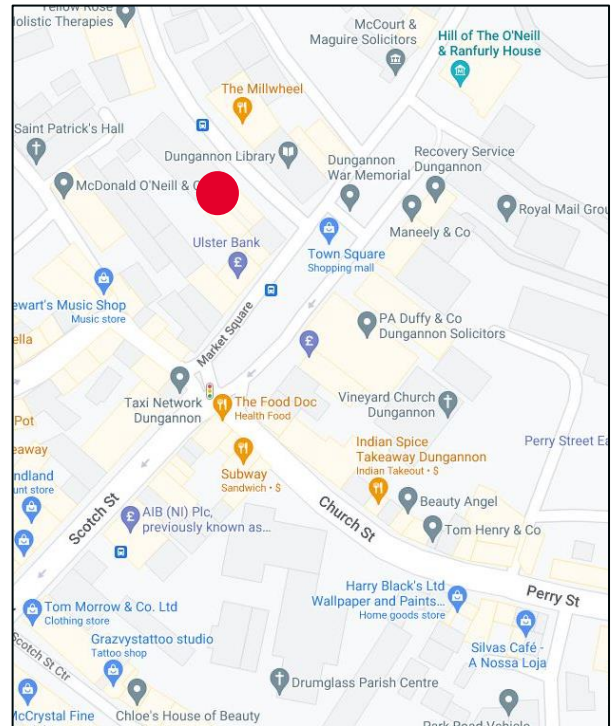 Yellow Rose
Holistic Therapies
McCourt &
Maguire Solicitors
Hill of The O'Neill
& Ranfurly House
The Millwheel
Saint Patrick's Hall
Dungannon Library
McDonald O'Neill & C
Dungannon
War Memorial
Recovery Service
Dungannon
Royal Mail Grou
Maneely & Co
Ulster Bank
Town Square
Shopping mall
ewart's Music Shop
Music store
Market Square
PA Duffy & Co
Dungannon Solicitors
ella
Taxi Network
Dungannon
The Food Doc
Health Food
Vineyard Church
Dungannon
Pot
eaway
Indian Spice
Takeaway Dungannon
Indian Takeout • $
Perry Street Ea
Subway
Sandwich • $
ndland
unt store
Beauty Angel
AIB (NI) Plc,
previously known as...
Scotch St
Church St
Tom Henry & Co
Perry St
Harry Black's Ltd
Wallpaper and Paints...
Home goods store
Tom Morrow & Co. Ltd
Clothing store
Silvas Café -
A Nossa Loja
Grazvystattoo studio
Tattoo shop
Scotch St Ctr
Drumglass Parish Centre
McCrystal Fine
Chloe's House of Beauty
Park Road Vehicle